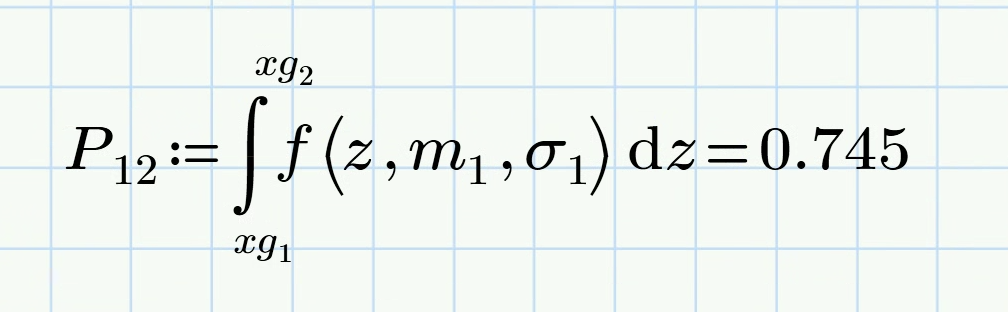 P₁₂ := ∫_{xg₁}^{xg₂} f (z , m₁ , σ₁) dz = 0.745